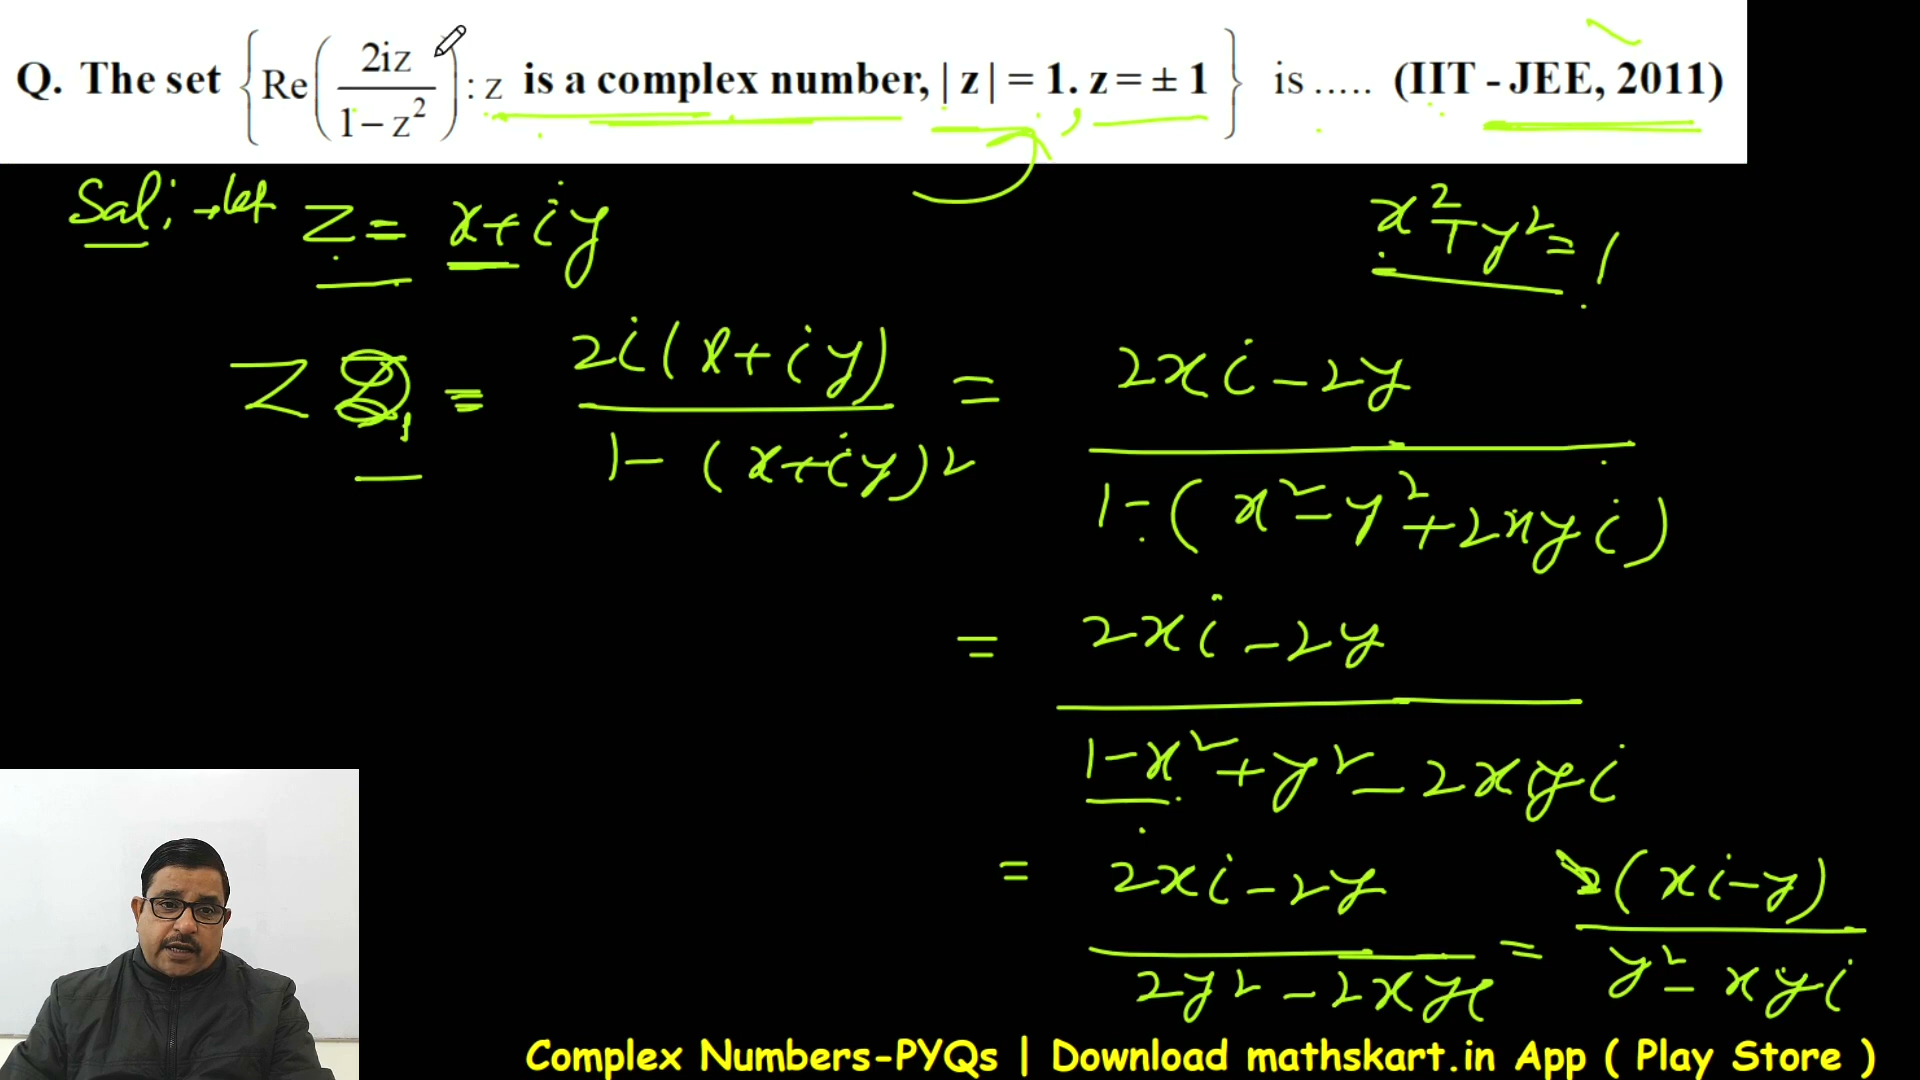 Q. The set {Re(2iz/(1-z²)) : z is a complex number, |z| = 1. z = ± 1} is ..... (IIT - JEE, 2011)
Sol; →let z = x+iy
x²+y²=1
Z = 2i(x+iy)/(1-(x+iy)²) = (2xi-2y)/(1-(x²-y²+2xyi))
= (2xi-2y)/(1-x²+y²-2xyi)
= (2xi-2y)/(2y²-2xyi) = (xi-y)/(y²-xyi)
Complex Numbers-PYQs | Download mathskart.in App ( Play Store )